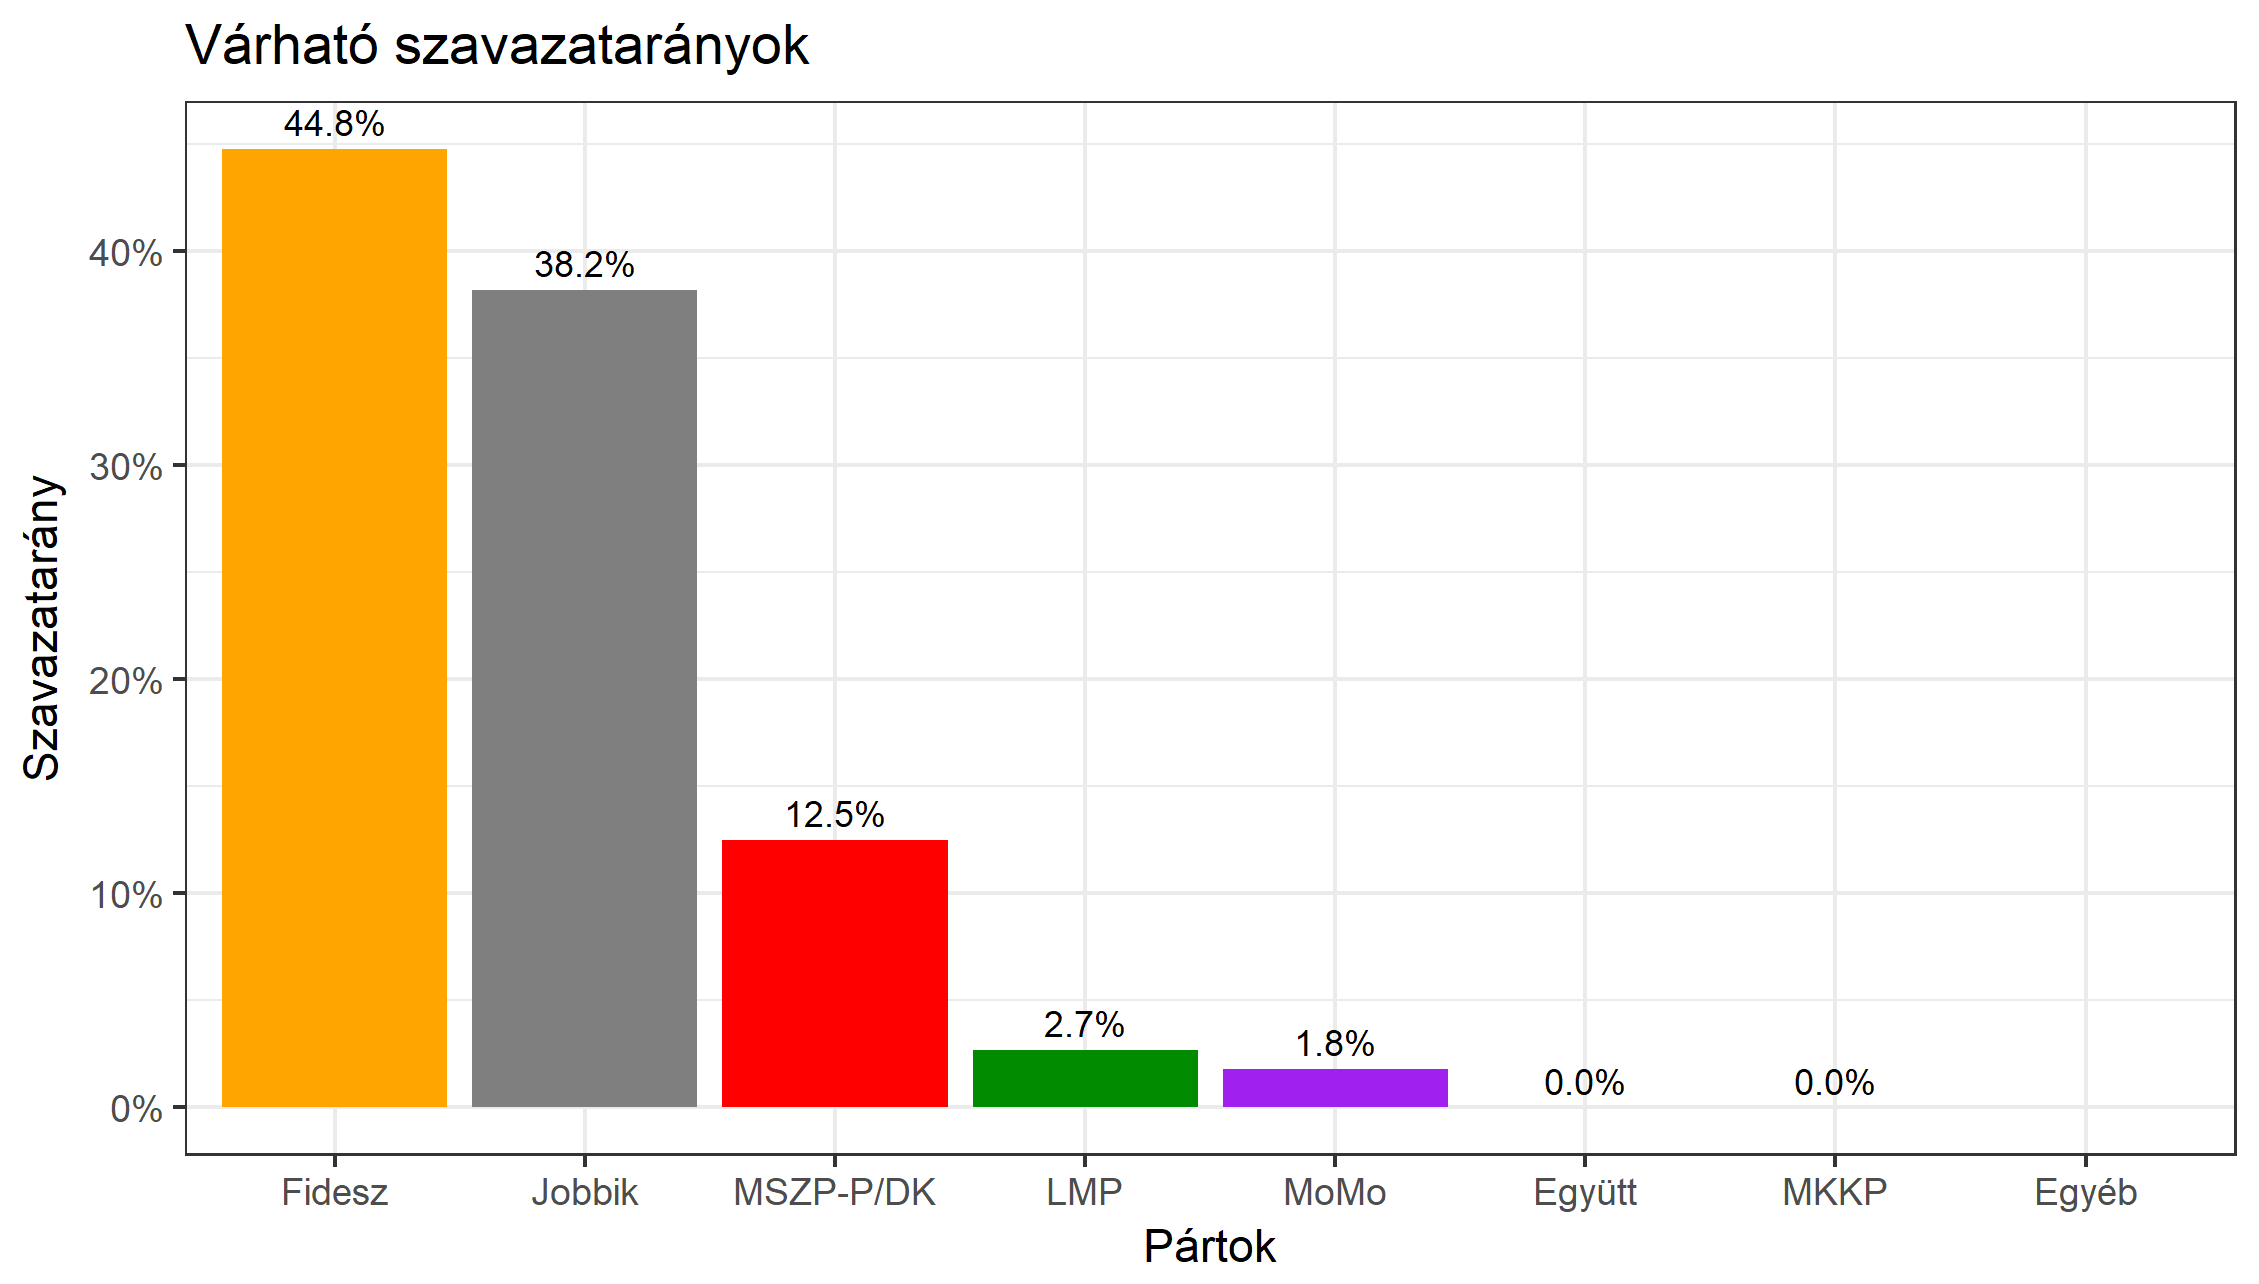 Várható szavazatarányok
44.8%
38.2%
12.5%
2.7%
1.8%
0.0%
0.0%
40%
30%
20%
10%
0%
Szavazatarány
Fidesz
Jobbik
MSZP-P/DK
LMP
MoMo
Együtt
MKKP
Egyéb
Pártok